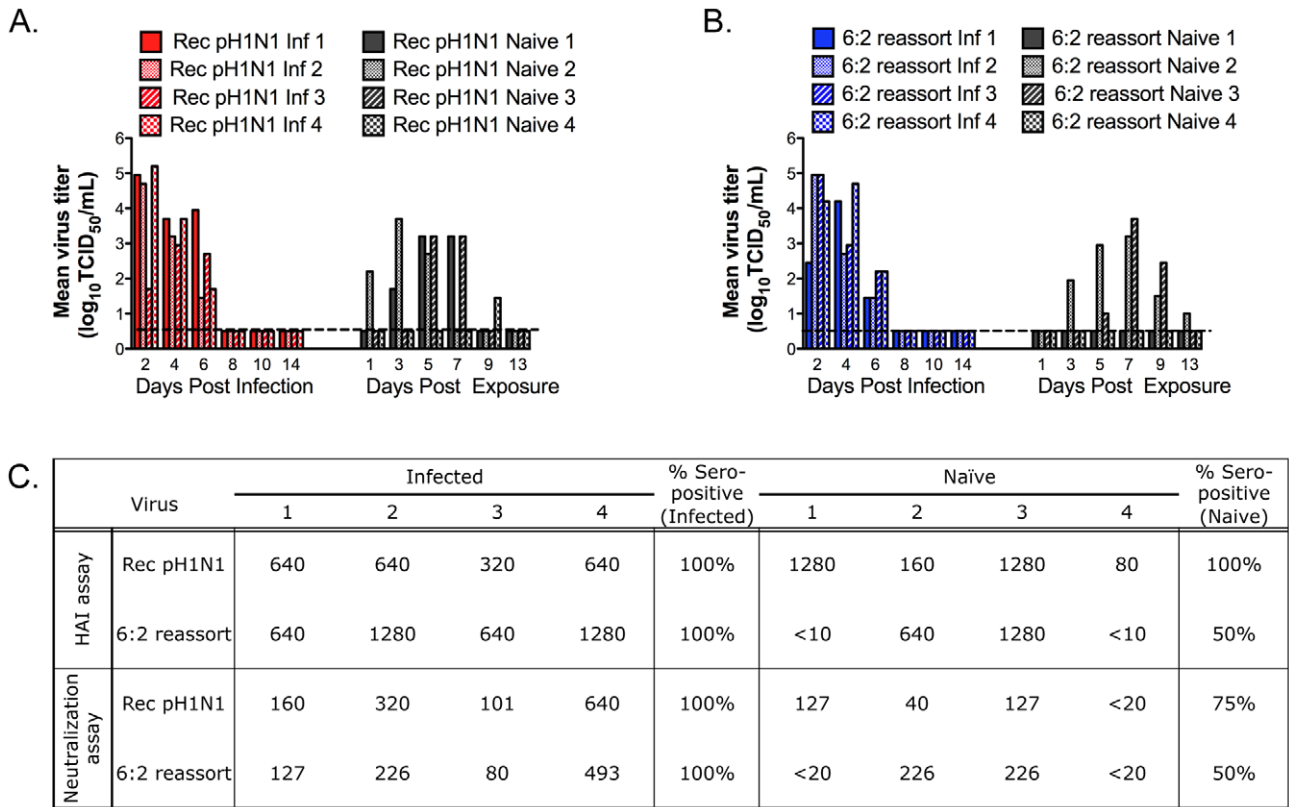 A.
Rec pH1N1 Inf 1 Rec pH1N1 Naive 1
Rec pH1N1 Inf 2 Rec pH1N1 Naive 2
Rec pH1N1 Inf 3 Rec pH1N1 Naive 3
Rec pH1N1 Inf 4 Rec pH1N1 Naive 4
Mean virus titer
(log10TCID50/mL)
6
5
4
3
2
1
0
2 4 6 8 10 14 1 3 5 7 9 13
Days Post Infection Days Post Exposure
B.
6:2 reassort Inf 1 6:2 reassort Naive 1
6:2 reassort Inf 2 6:2 reassort Naive 2
6:2 reassort Inf 3 6:2 reassort Naive 3
6:2 reassort Inf 4 6:2 reassort Naive 4
Mean virus titer
(log10TCID50/mL)
6
5
4
3
2
1
0
2 4 6 8 10 14 1 3 5 7 9 13
Days Post Infection Days Post Exposure
C.
Virus Infected % Sero-positive (Infected) Naïve % Sero-positive (Naive)
1 2 3 4 1 2 3 4
HAI assay
Rec pH1N1 640 640 320 640 100% 1280 160 1280 80 100%
6:2 reassort 640 1280 640 1280 100% <10 640 1280 <10 50%
Neutralization assay
Rec pH1N1 160 320 101 640 100% 127 40 127 <20 75%
6:2 reassort 127 226 80 493 100% <20 226 226 <20 50%